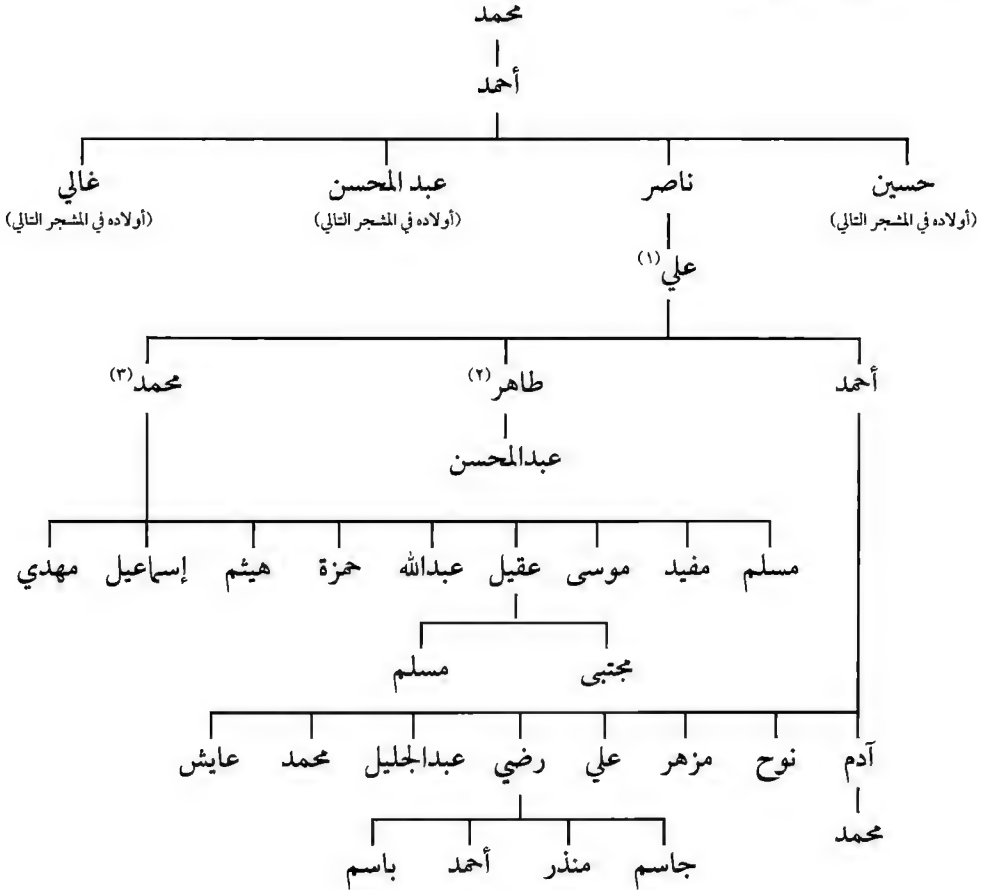 محمد
أحمد
حسين ناصر عبد المحسن غالي
(أولاده في المشجر التالي) (أولاده في المشجر التالي) (أولاده في المشجر التالي)
علي (١)
أحمد طاهر (٢) محمد (٣)
عبدالمحسن
مسلم مفيد موسى عقيل عبدالله حمزة هيثم إسماعيل مهدي
مجتبى مسلم
آدم نوح مزهر علي رضي عبدالجليل محمد عايش
محمد
جاسم منذر أحمد باسم